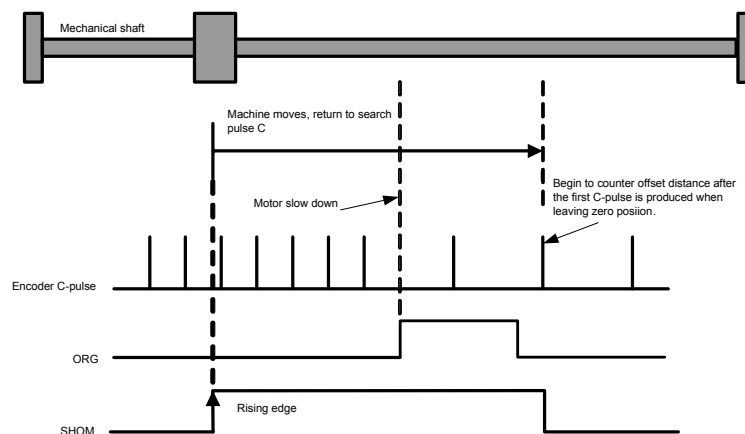 Mechanical shaft
Machine moves, return to search
pulse C
Begin to counter offset distance after
the first C-pulse is produced when
leaving zero posiion.
Motor slow down
Encoder C-pulse
ORG
Rising edge
SHOM